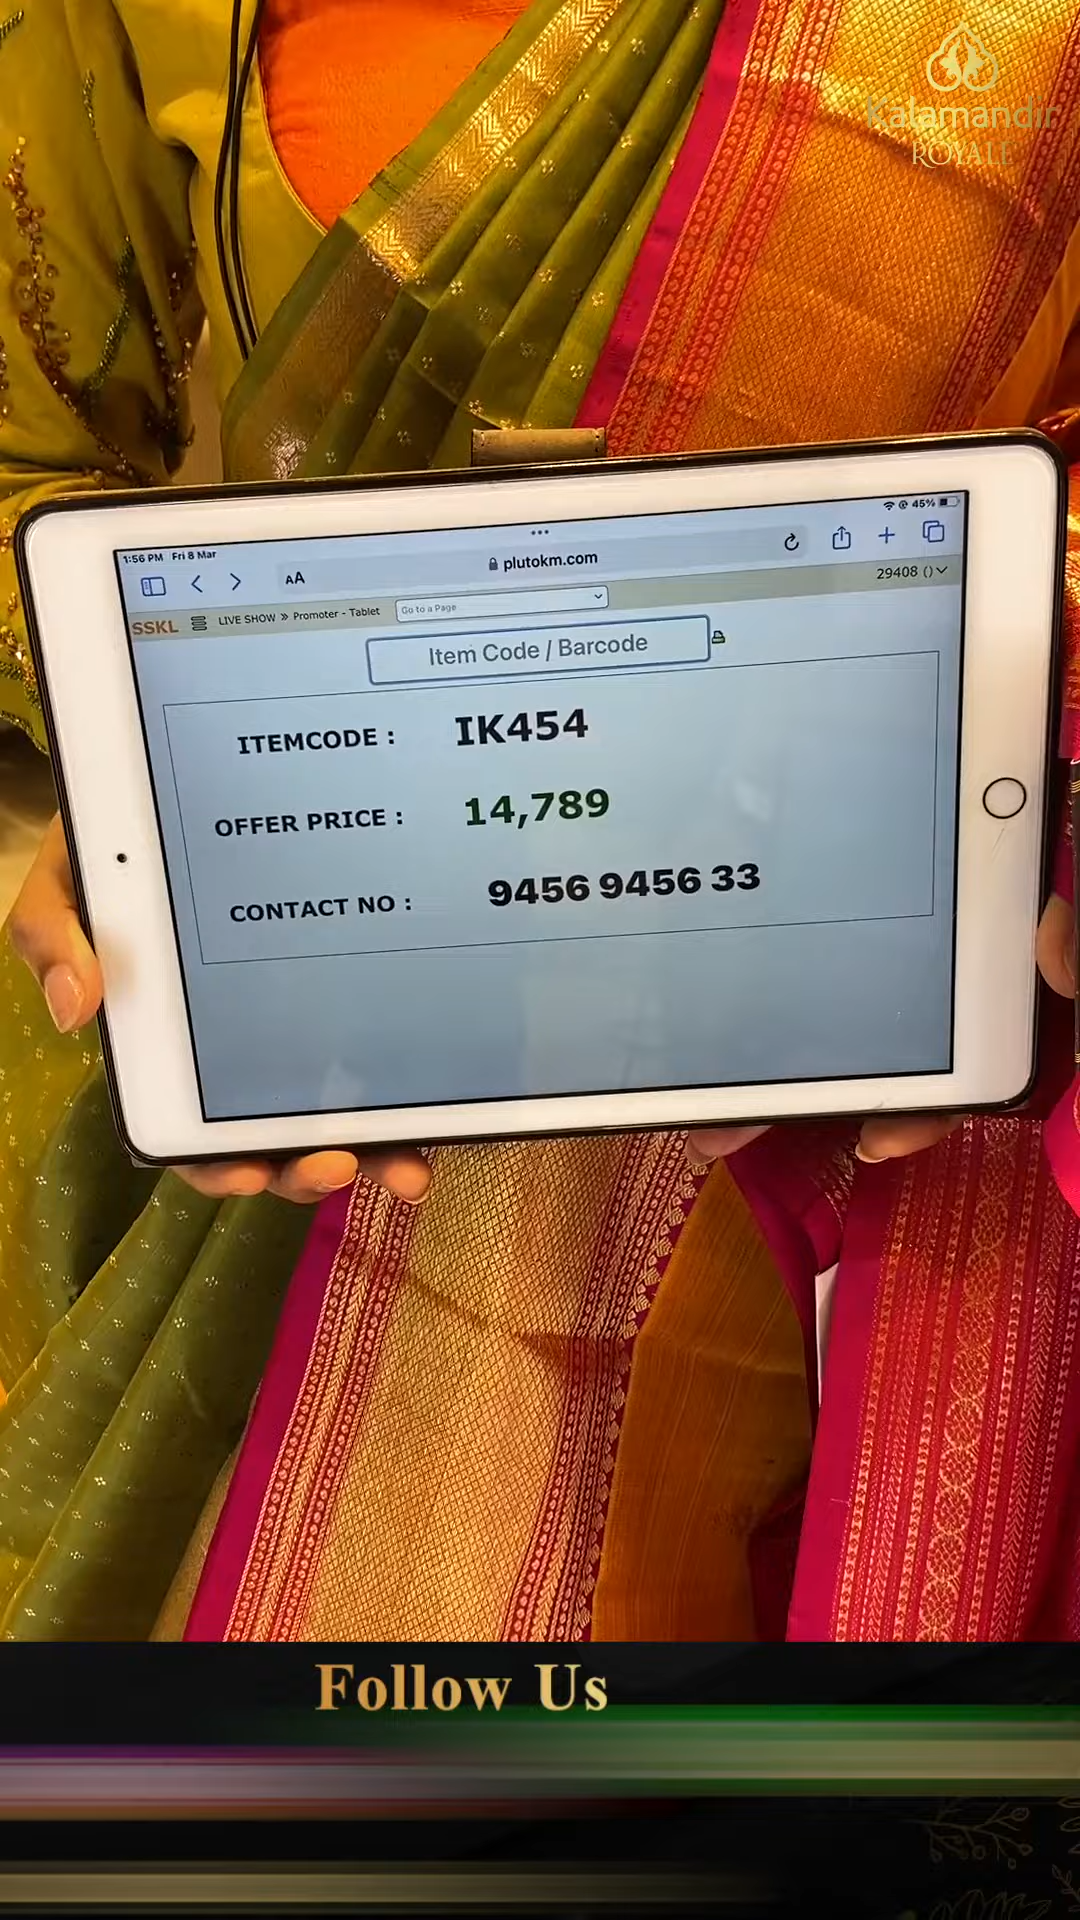 Kalamandir
ROYALE
1:56 PM Fri 8 Mar
45%
AA
plutokm.com
SSKL
LIVE SHOW » Promoter - Tablet
Go to a Page
29408 ()
Item Code / Barcode
ITEMCODE : IK454
OFFER PRICE : 14,789
CONTACT NO : 9456 9456 33
Follow Us